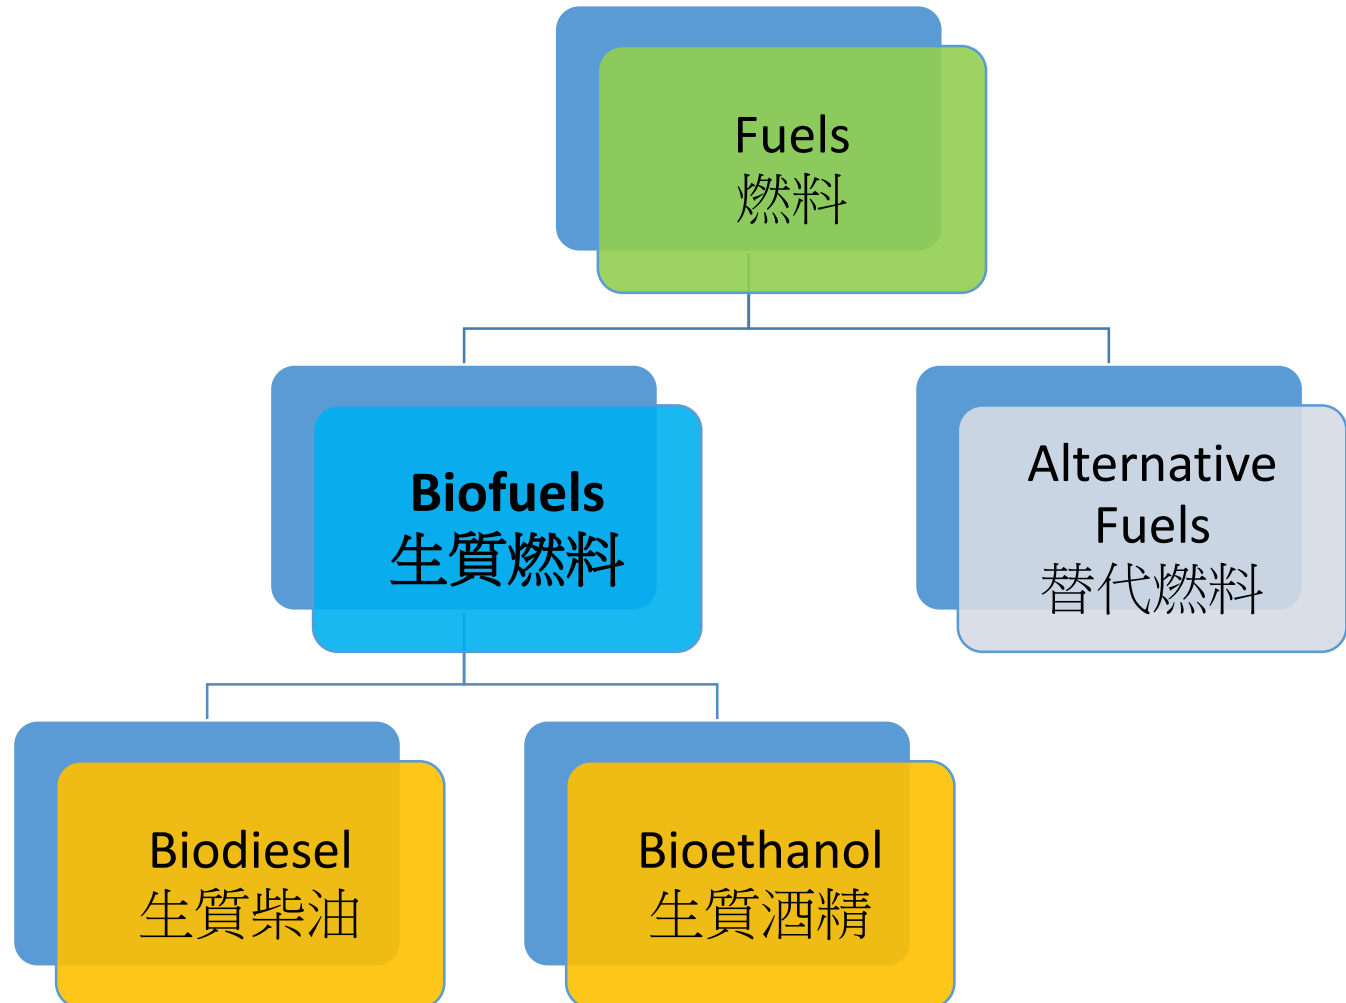 Fuels
燃料
Biofuels
生質燃料
Alternative
Fuels
替代燃料
Biodiesel
生質柴油
Bioethanol
生質酒精